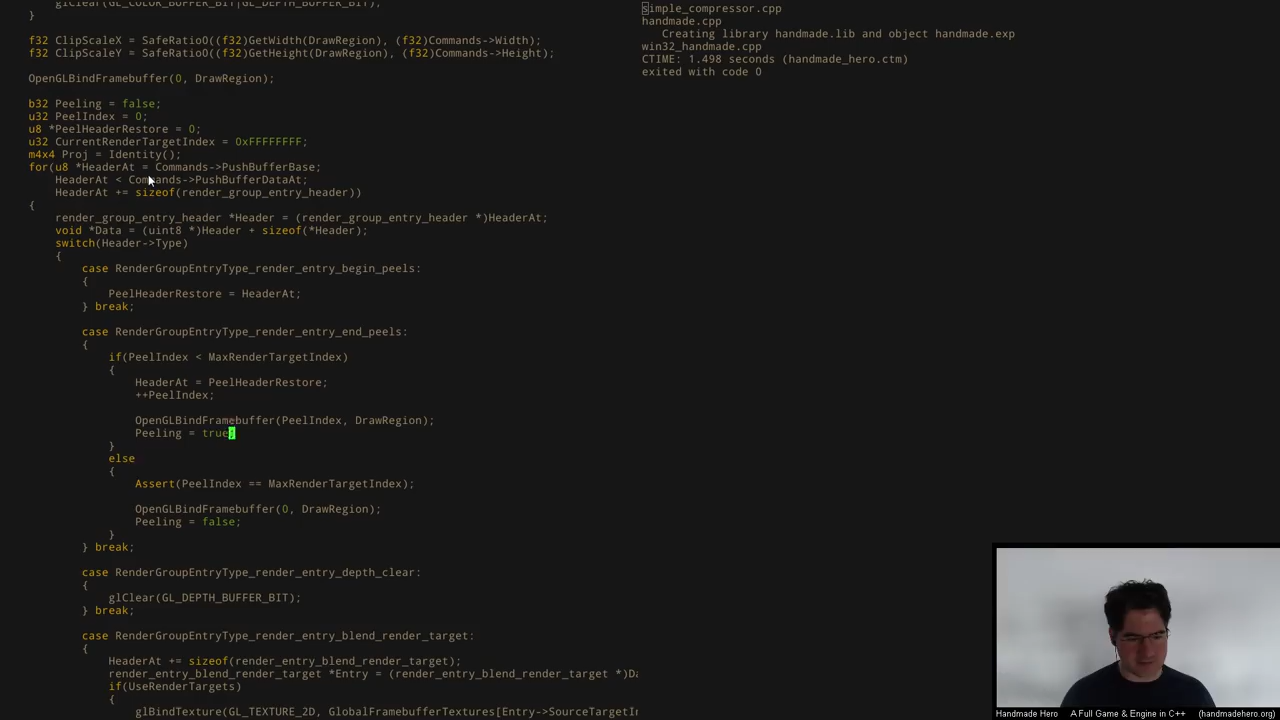 glClear(GL_COLOR_BUFFER_BIT|GL_DEPTH_BUFFER_BIT);
}
f32 ClipScaleX = SafeRatio0((f32)GetWidth(DrawRegion), (f32)Commands->Width);
f32 ClipScaleY = SafeRatio0((f32)GetHeight(DrawRegion), (f32)Commands->Height);
OpenGLBindFramebuffer(0, DrawRegion);
b32 Peeling = false;
u32 PeelIndex = 0;
u8 *PeelHeaderRestore = 0;
u32 CurrentRenderTargetIndex = 0xFFFFFFFF;
m4x4 Proj = Identity();
for(u8 *HeaderAt = Commands->PushBufferBase;
HeaderAt < Commands->PushBufferDataAt;
HeaderAt += sizeof(render_group_entry_header))
{
render_group_entry_header *Header = (render_group_entry_header *)HeaderAt;
void *Data = (uint8 *)Header + sizeof(*Header);
switch(Header->Type)
{
case RenderGroupEntryType_render_entry_begin_peels:
{
PeelHeaderRestore = HeaderAt;
} break;
case RenderGroupEntryType_render_entry_end_peels:
{
if(PeelIndex < MaxRenderTargetIndex)
{
HeaderAt = PeelHeaderRestore;
++PeelIndex;
OpenGLBindFramebuffer(PeelIndex, DrawRegion);
Peeling = true;
}
else
{
Assert(PeelIndex == MaxRenderTargetIndex);
OpenGLBindFramebuffer(0, DrawRegion);
Peeling = false;
}
} break;
case RenderGroupEntryType_render_entry_depth_clear:
{
glClear(GL_DEPTH_BUFFER_BIT);
} break;
case RenderGroupEntryType_render_entry_blend_render_target:
{
HeaderAt += sizeof(render_entry_blend_render_target);
render_entry_blend_render_target *Entry = (render_entry_blend_render_target *)Da
if(UseRenderTargets)
{
glBindTexture(GL_TEXTURE_2D, GlobalFramebufferTextures[Entry->SourceTargetIn
simple_compressor.cpp
handmade.cpp
Creating library handmade.lib and object handmade.exp
win32_handmade.cpp
CTIME: 1.498 seconds (handmade_hero.ctm)
exited with code 0
Handmade Hero A Full Game & Engine in C++ (handmadehero.org)